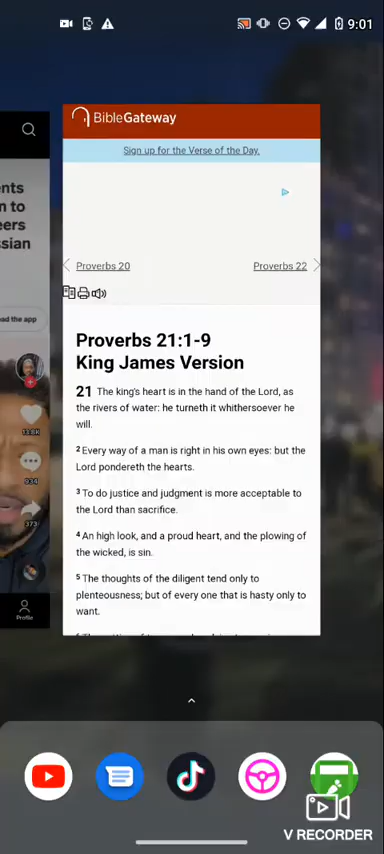 9:01
BibleGateway
Sign up for the Verse of the Day.
Proverbs 20
Proverbs 22
Proverbs 21:1-9
King James Version
21 The king's heart is in the hand of the Lord, as
the rivers of water: he turneth it whithersoever he
will.
2 Every way of a man is right in his own eyes: but the
Lord pondereth the hearts.
3 To do justice and judgment is more acceptable to
the Lord than sacrifice.
4 An high look, and a proud heart, and the plowing of
the wicked, is sin.
5 The thoughts of the diligent tend only to
plenteousness; but of every one that is hasty only to
want.
ents
n to
eers
ssian
ad the app
934
373
Profile
V RECORDER